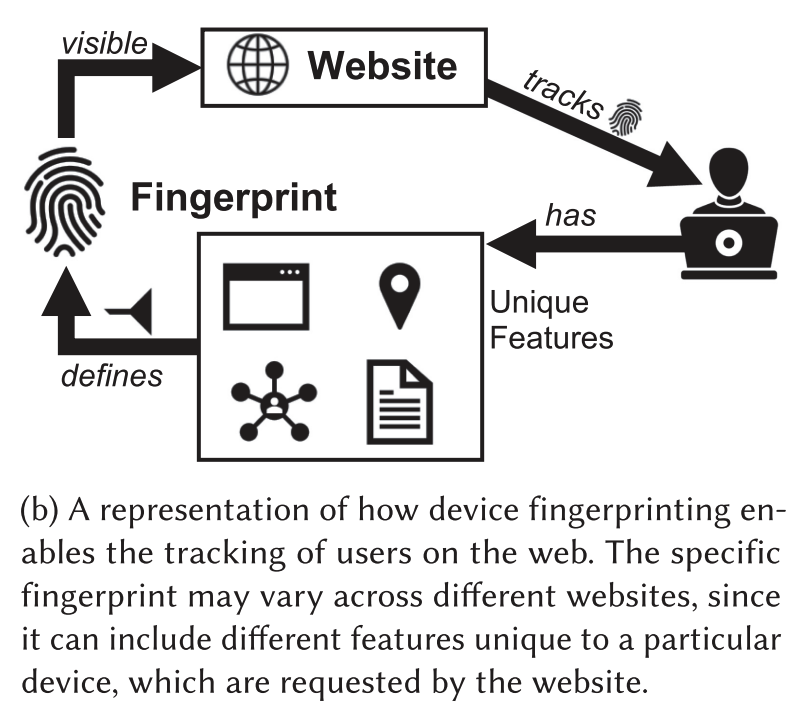 visible
Website
tracks
Fingerprint
has
Unique
Features
defines
(b) A representation of how device fingerprinting en-
ables the tracking of users on the web. The specific
fingerprint may vary across different websites, since
it can include different features unique to a particular
device, which are requested by the website.